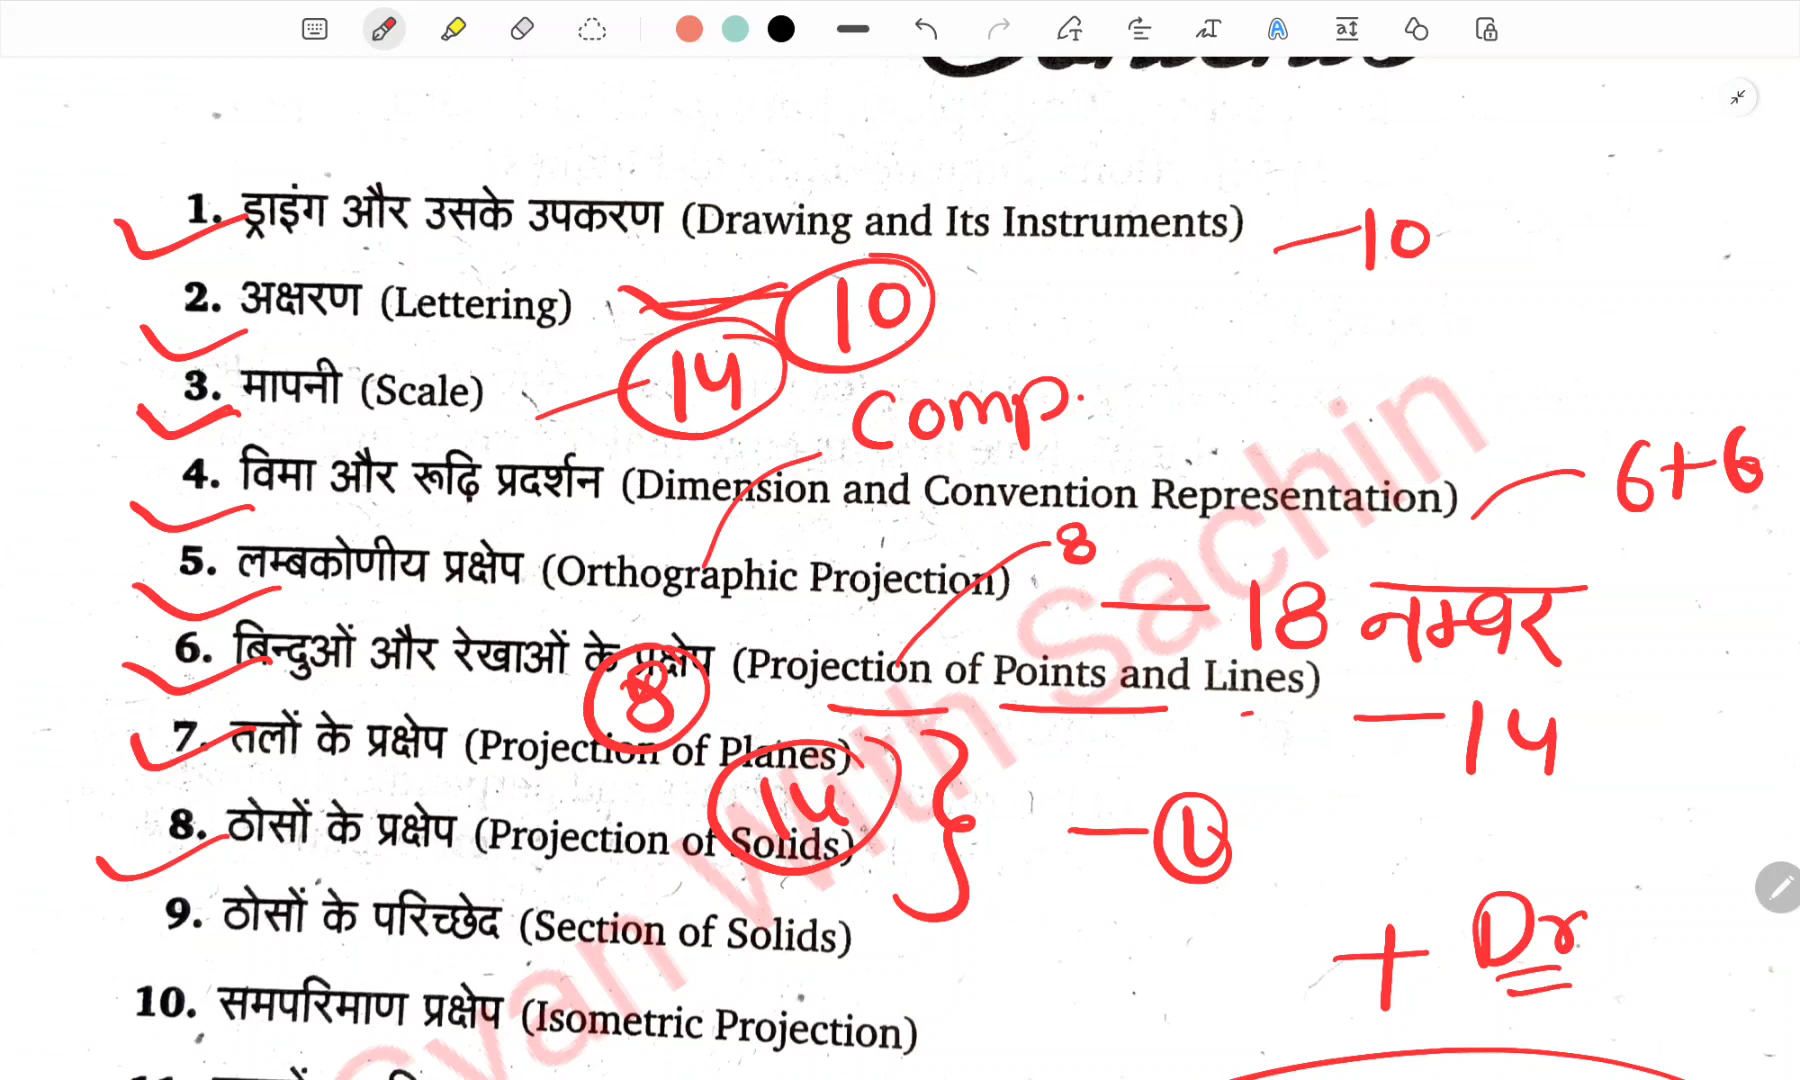 1. ड्राइंग और उसके उपकरण (Drawing and Its Instruments) —10
2. अक्षरण (Lettering) 10
3. मापनी (Scale) 14
Comp.
4. विमा और रूढ़ि प्रदर्शन (Dimension and Convention Representation) 6+6
5. लम्बकोणीय प्रक्षेप (Orthographic Projection) 8
— 18 नम्बर
6. बिन्दुओं और रेखाओं के प्रक्षेप (Projection of Points and Lines)
8 — 14
7. तलों के प्रक्षेप (Projection of Planes)
14
8. ठोसों के प्रक्षेप (Projection of Solids)
9. ठोसों के परिच्छेद (Section of Solids)
+ Dr
10. समपरिमाण प्रक्षेप (Isometric Projection)
Gyan With Sachin